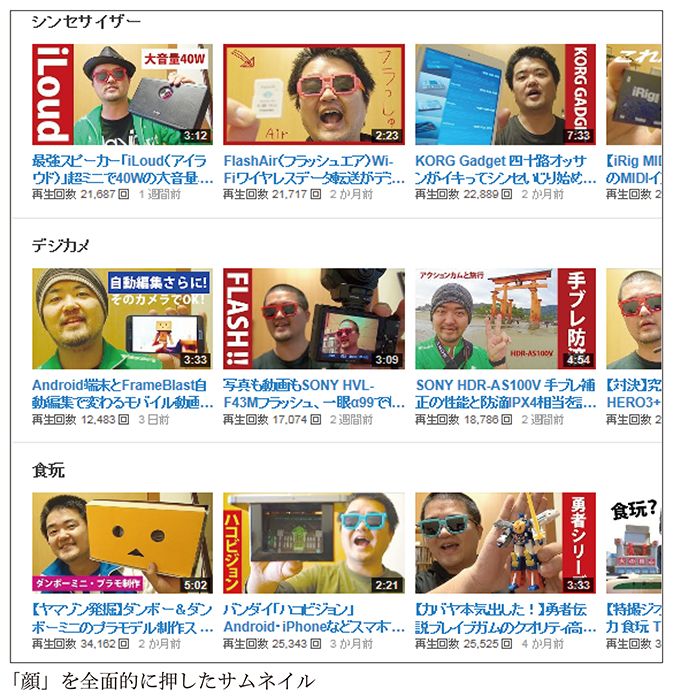 シンセサイザー
iLoud
大音量40W
3:12
フラっしゅ
Air
2:23
KORG GADG
7:33
これ
iRig
最強スピーカー「iLoud〈アイラ
ウド〉」超ミニで40Wの大音量…
再生回数 21,687 回 1 週間前
FlashAir〈フラッシュエア〉Wi-
Fiワイヤレスデータ転送がデ…
再生回数 21,717 回 2 か月前
KORG Gadget 四十路オッサ
ンがイキってシンセいじり始め…
再生回数 22,889 回 2 か月前
【iRig MID
のMIDIイ
再生回数 2
デジカメ
自動編集さらに!
そのカメラでOK!
3:33
FLASH!!
3:09
アクションカムと旅行
手ブレ防滴
HDR-AS100V
4:54
Android端末とFrameBlast自
動編集で変わるモバイル動画…
再生回数 12,483 回 3 日前
写真も動画もSONY HVL-
F43Mフラッシュ、一眼α99で…
再生回数 17,074 回 2 週間前
SONY HDR-AS100V 手ブレ補
正の性能と防滴IPX4相当を…
再生回数 18,786 回 2 週間前
【対決】究
HERO3+
再生回数 2
食玩
ダンボーミニ・プラモ制作
5:02
ハコビジョン
2:21
勇者シリー
3:33
食玩?
【ヤマゾン発掘】ダンボー＆ダン
ボーミニのプラモデル制作ス…
再生回数 34,162 回 2 か月前
バンダイ「ハコビジョン」
Android・iPhoneなどスマホ…
再生回数 25,343 回 3 か月前
【カバヤ本気出した！】勇者伝
説ブレイブガムのクオリティ高…
再生回数 25,525 回 4 か月前
【特撮ジオ
カ 食玩 T
再生回数 2
「顔」を全面的に押したサムネイル